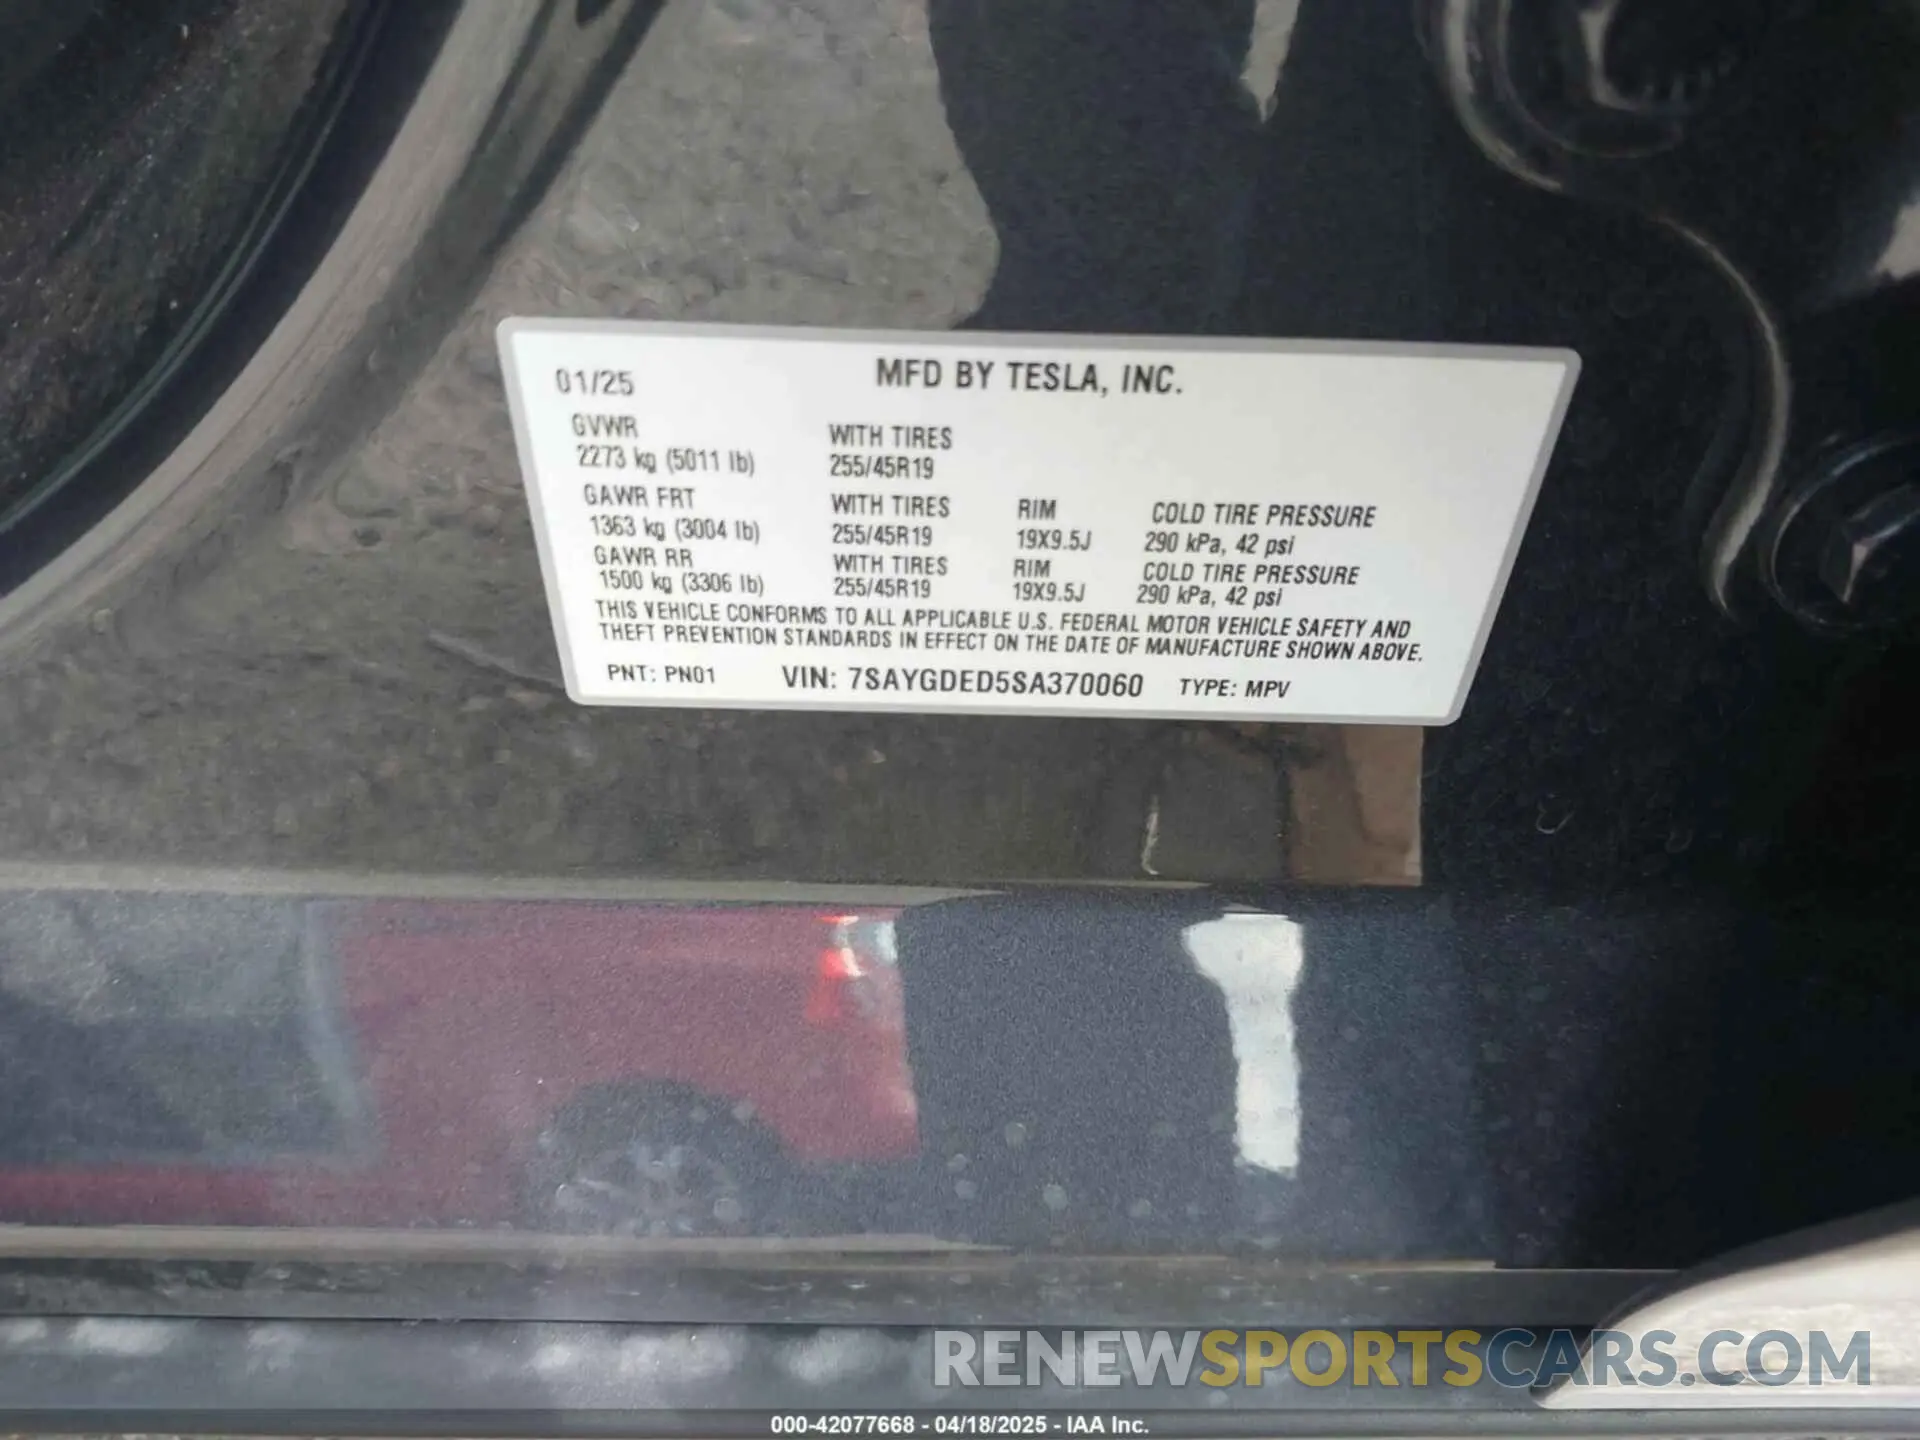 01/25 MFD BY TESLA, INC.
GVWR WITH TIRES
2273 kg (5011 lb) 255/45R19
GAWR FRT WITH TIRES RIM COLD TIRE PRESSURE
1363 kg (3004 lb) 255/45R19 19X9.5J 290 kPa, 42 psi
GAWR RR WITH TIRES RIM COLD TIRE PRESSURE
1500 kg (3306 lb) 255/45R19 19X9.5J 290 kPa, 42 psi
THIS VEHICLE CONFORMS TO ALL APPLICABLE U.S. FEDERAL MOTOR VEHICLE SAFETY AND
THEFT PREVENTION STANDARDS IN EFFECT ON THE DATE OF MANUFACTURE SHOWN ABOVE.
PNT: PN01 VIN: 7SAYGDED5SA370060 TYPE: MPV
RENEWSPORTSCARS.COM
000-42077668 - 04/18/2025 - IAA Inc.